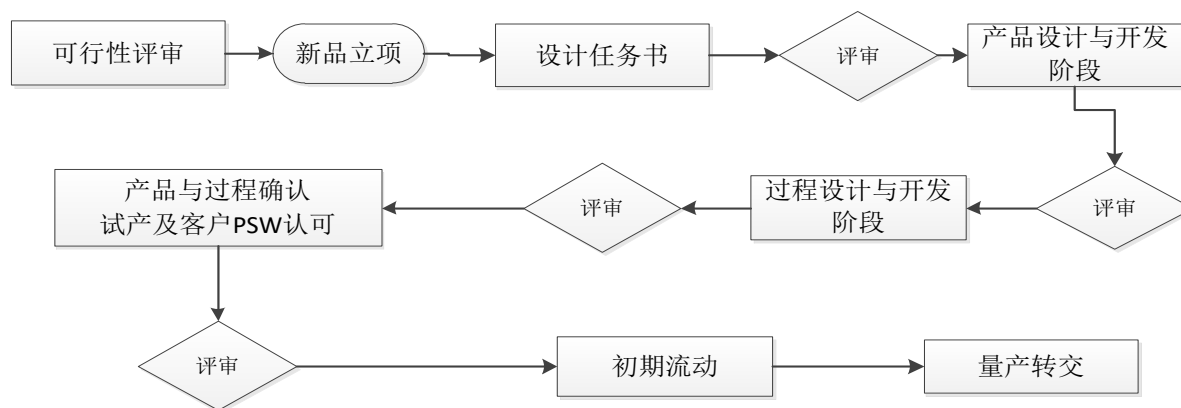 可行性评审
新品立项
设计任务书
评审
产品设计与开发
阶段
评审
过程设计与开发
阶段
评审
产品与过程确认
试产及客户PSW认可
评审
初期流动
量产转交